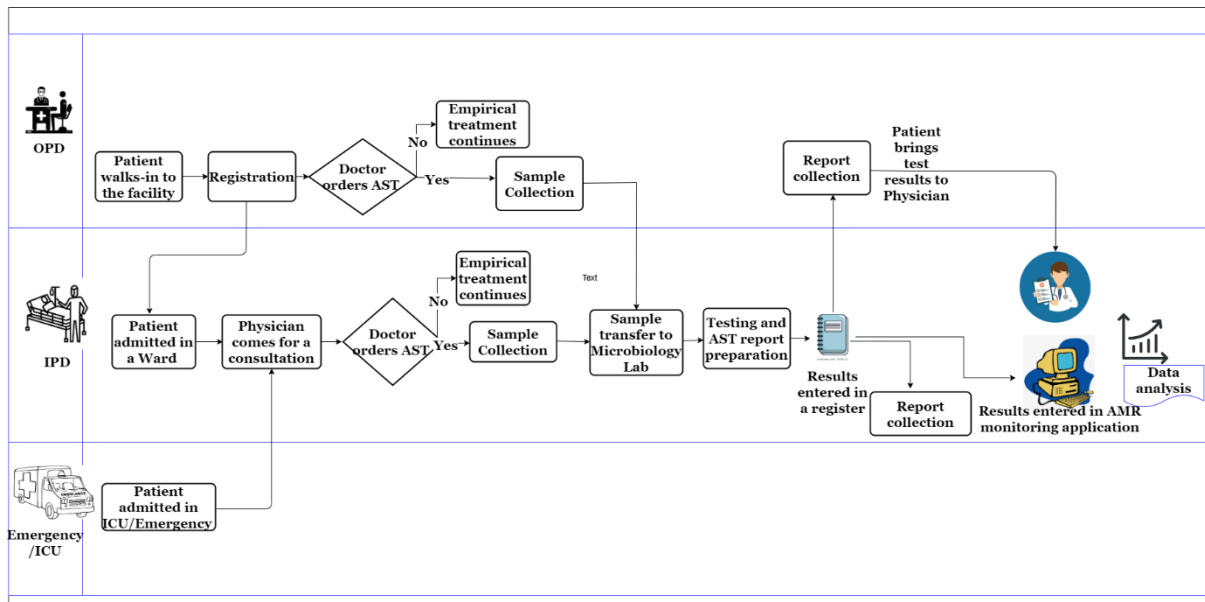 OPD
Patient
walks-in to
the facility
Registration
Doctor
orders AST
No
Empirical
treatment
continues
Yes
Sample
Collection
Report
collection
Patient
brings
test
results to
Physician
IPD
Patient
admitted in
a Ward
Physician
comes for a
consultation
Doctor
orders AST
No
Empirical
treatment
continues
Yes
Sample
Collection
Text
Sample
transfer to
Microbiology
Lab
Testing and
AST report
preparation
Results
entered in
a register
Report
collection
Results entered in AMR
monitoring application
Data
analysis
Emergency
/ICU
AMBULANCE
Patient
admitted in
ICU/Emergency